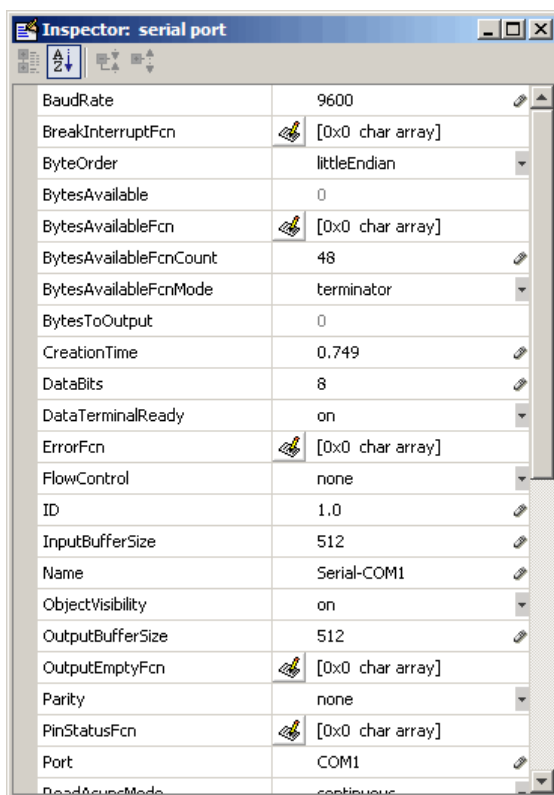 Inspector: serial port
BaudRate 9600
BreakInterruptFcn [0x0 char array]
ByteOrder littleEndian
BytesAvailable 0
BytesAvailableFcn [0x0 char array]
BytesAvailableFcnCount 48
BytesAvailableFcnMode terminator
BytesToOutput 0
CreationTime 0.749
DataBits 8
DataTerminalReady on
ErrorFcn [0x0 char array]
FlowControl none
ID 1.0
InputBufferSize 512
Name Serial-COM1
ObjectVisibility on
OutputBufferSize 512
OutputEmptyFcn [0x0 char array]
Parity none
PinStatusFcn [0x0 char array]
Port COM1
ReadAsyncMode continuous